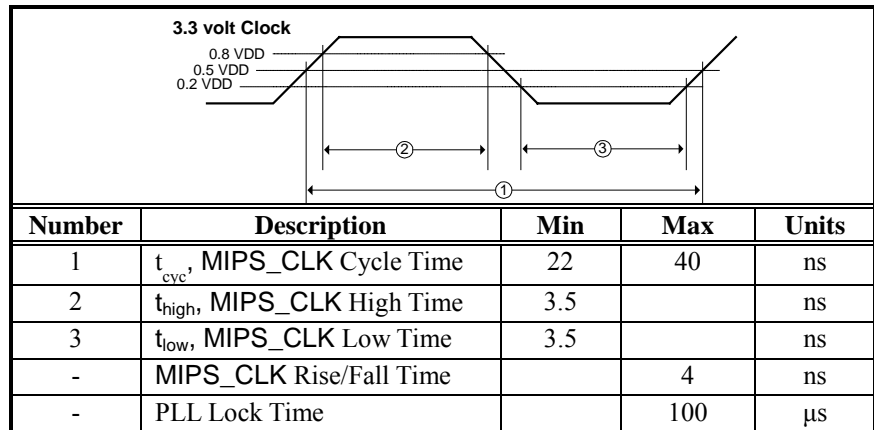 3.3 volt Clock
0.8 VDD
0.5 VDD
0.2 VDD
2
3
1
Number Description Min Max Units
1 tcyc, MIPS_CLK Cycle Time 22 40 ns
2 thigh, MIPS_CLK High Time 3.5 ns
3 tlow, MIPS_CLK Low Time 3.5 ns
- MIPS_CLK Rise/Fall Time 4 ns
- PLL Lock Time 100 μs